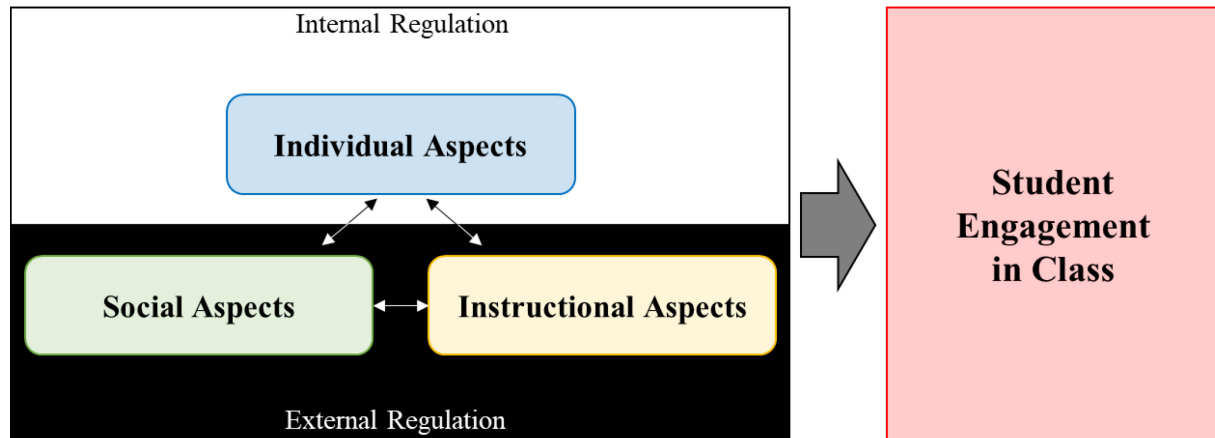 Internal Regulation
Individual Aspects
Social Aspects
Instructional Aspects
External Regulation
Student
Engagement
in Class